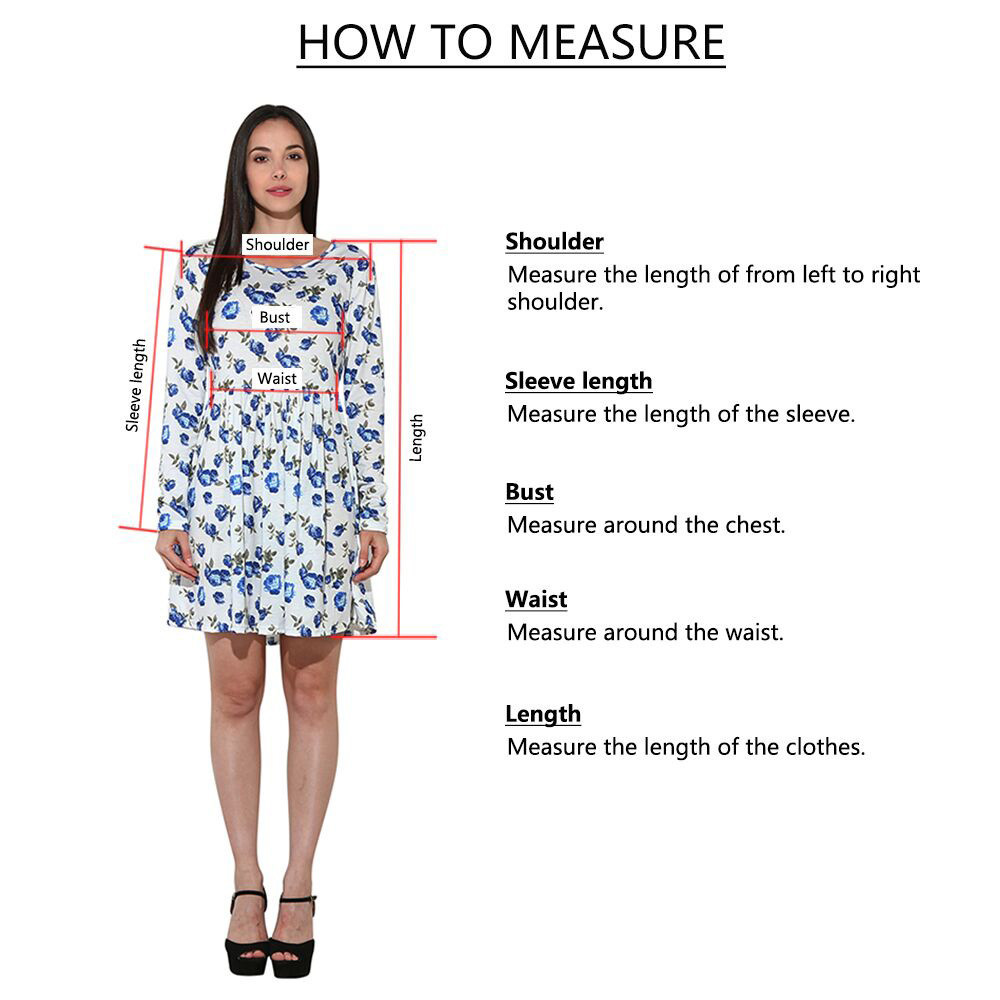 HOW TO MEASURE
Shoulder
Bust
Waist
Sleeve length
Length
Shoulder
Measure the length of from left to right
shoulder.
Sleeve length
Measure the length of the sleeve.
Bust
Measure around the chest.
Waist
Measure around the waist.
Length
Measure the length of the clothes.